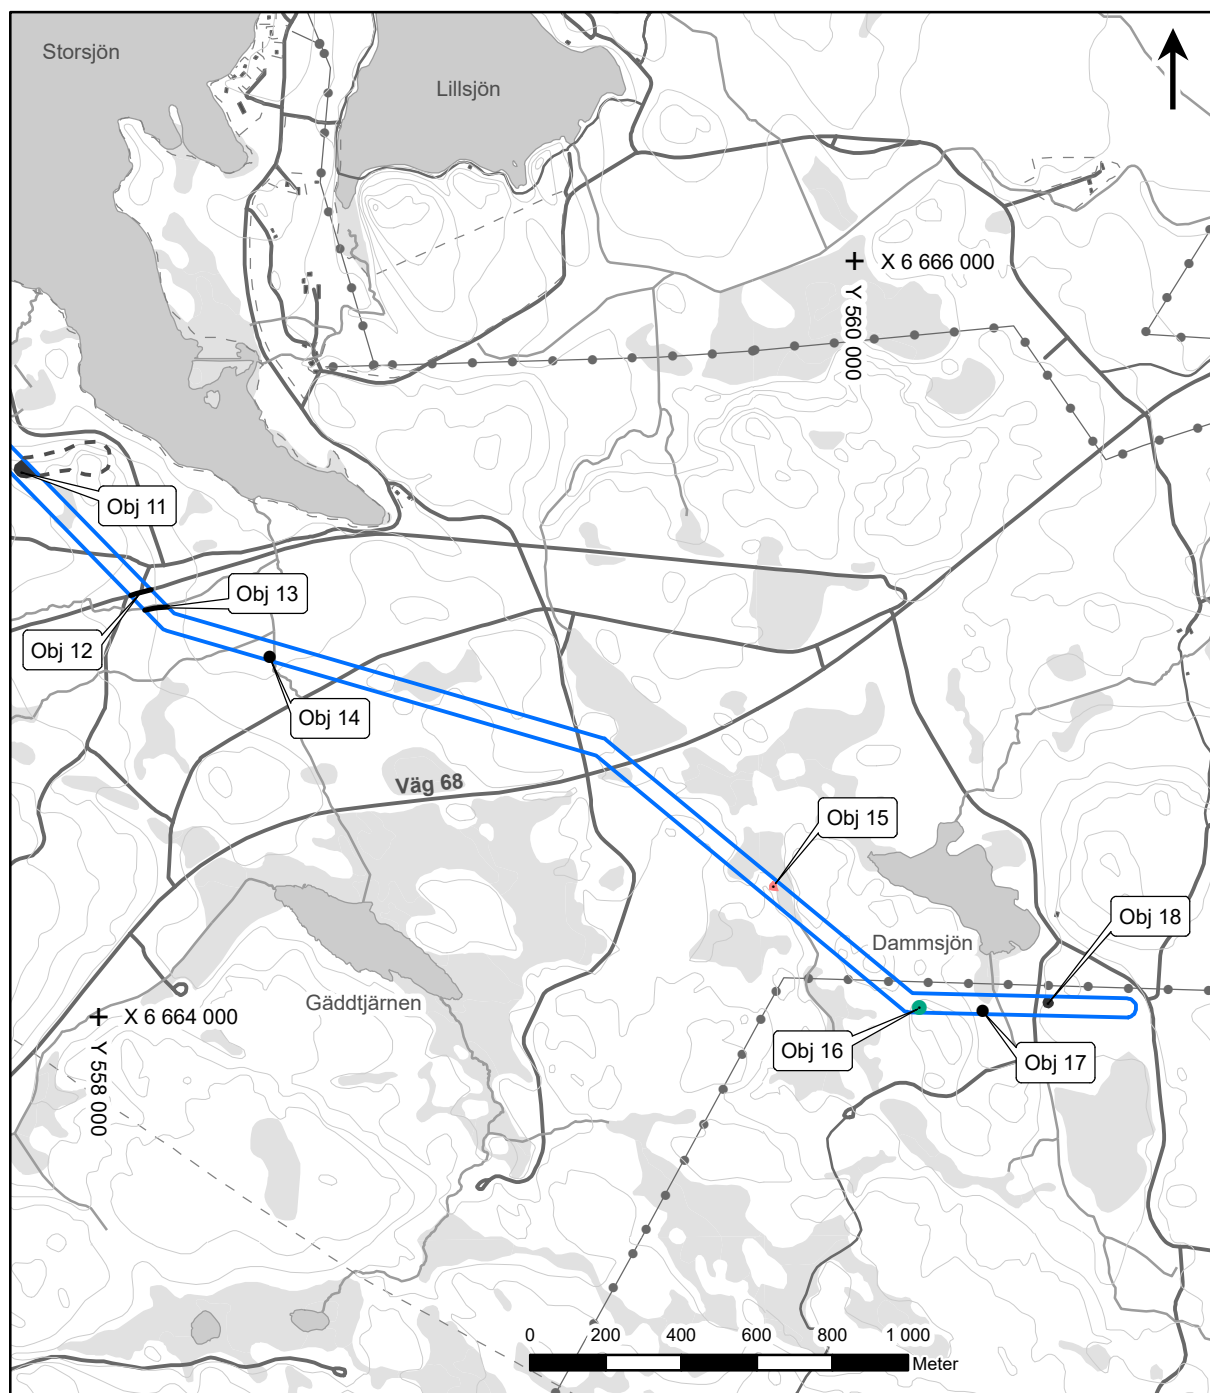 Storsjön
Lillsjön
X 6 666 000
Y 560 000
Obj 11
Obj 13
Obj 12
Obj 14
Väg 68
Obj 15
Obj 18
Dammsjön
Gäddtjärnen
X 6 664 000
Y 558 000
Obj 16
Obj 17
0 200 400 600 800 1 000
Meter